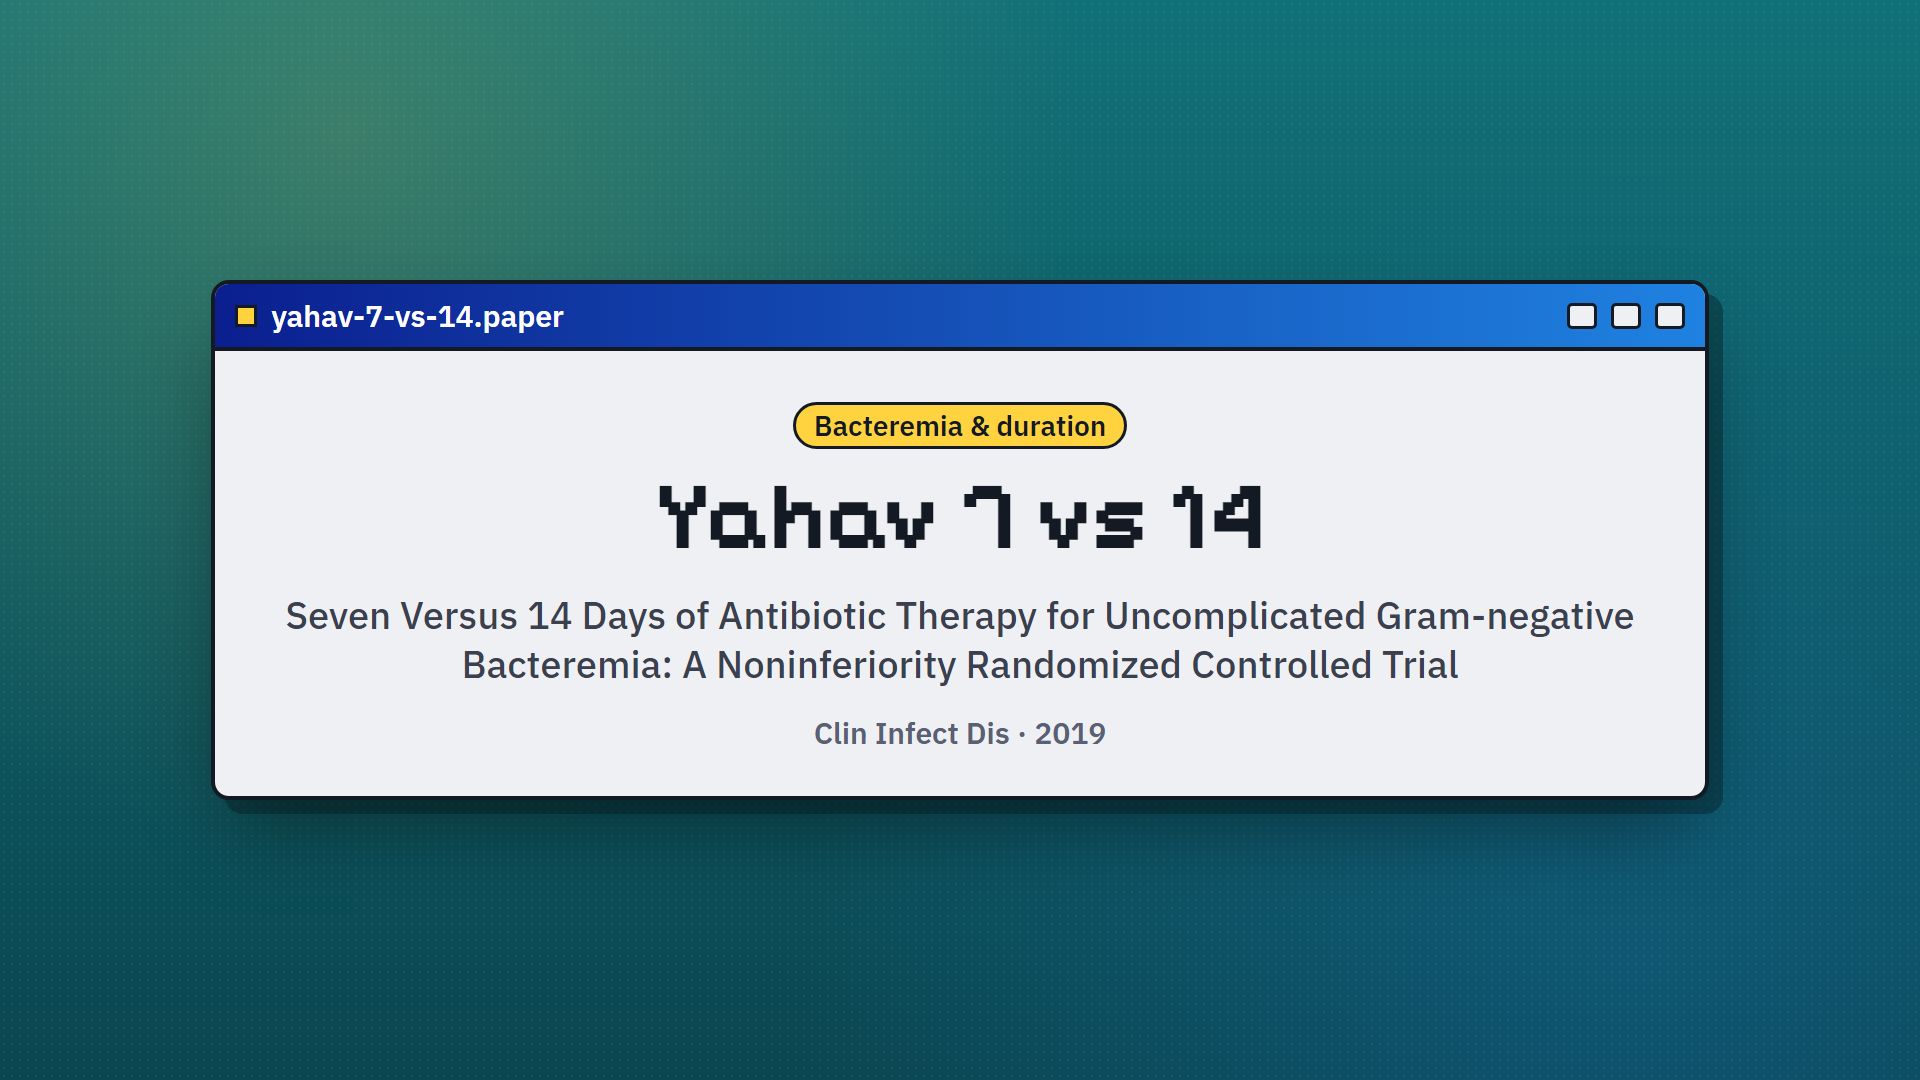 yahav-7-vs-14.paper
Bacteremia & duration
Yahav 7 vs 14
Seven Versus 14 Days of Antibiotic Therapy for Uncomplicated Gram-negative
Bacteremia: A Noninferiority Randomized Controlled Trial
Clin Infect Dis · 2019